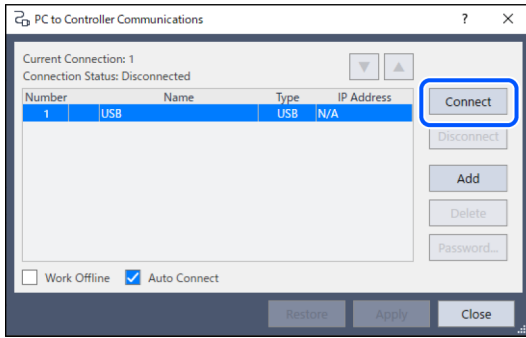 PC to Controller Communications
Current Connection: 1
Connection Status: Disconnected
Number Name Type IP Address
1 USB USB N/A
Connect
Disconnect
Add
Delete
Password...
Work Offline Auto Connect
Restore Apply Close